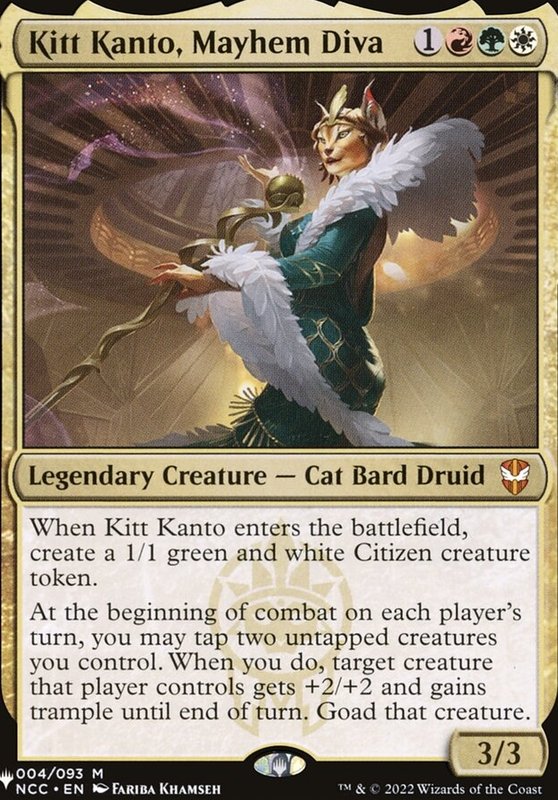 Kitt Kanto, Mayhem Diva 1
Legendary Creature — Cat Bard Druid
When Kitt Kanto enters the battlefield,
create a 1/1 green and white Citizen creature
token.
At the beginning of combat on each player's
turn, you may tap two untapped creatures
you control. When you do, target creature
that player controls gets +2/+2 and gains
trample until end of turn. Goad that creature.
3/3
004/093 M
NCC • EN Fariba Khamseh
™ & © 2022 Wizards of the Coast